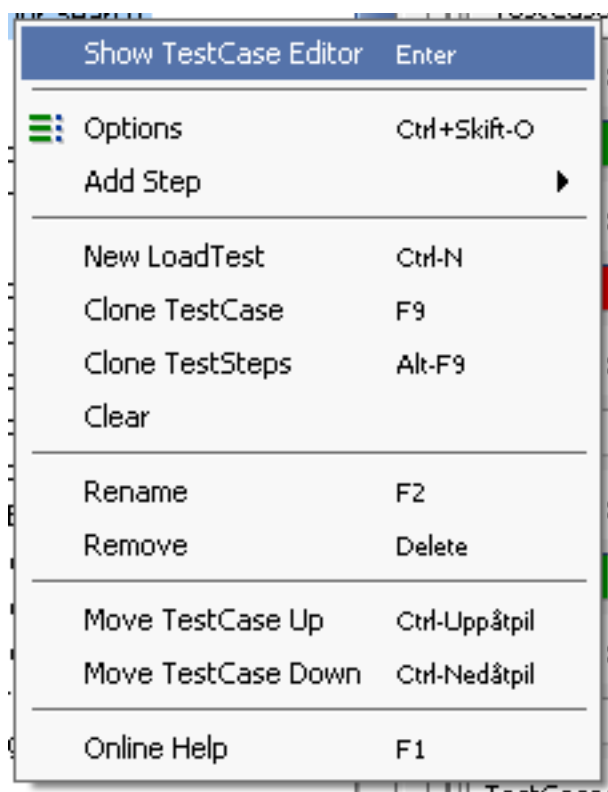 Show TestCase Editor Enter
Options Ctrl+Skift-O
Add Step
New LoadTest Ctrl-N
Clone TestCase F9
Clone TestSteps Alt-F9
Clear
Rename F2
Remove Delete
Move TestCase Up Ctrl-Uppåtpil
Move TestCase Down Ctrl-Nedåtpil
Online Help F1